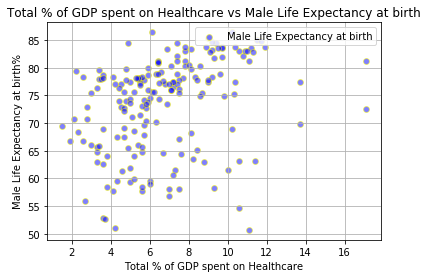 Total % of GDP spent on Healthcare vs Male Life Expectancy at birth
Male Life Expectancy at birth
Male Life Expectancy at birth%
85
80
75
70
65
60
55
50
2 4 6 8 10 12 14 16
Total % of GDP spent on Healthcare